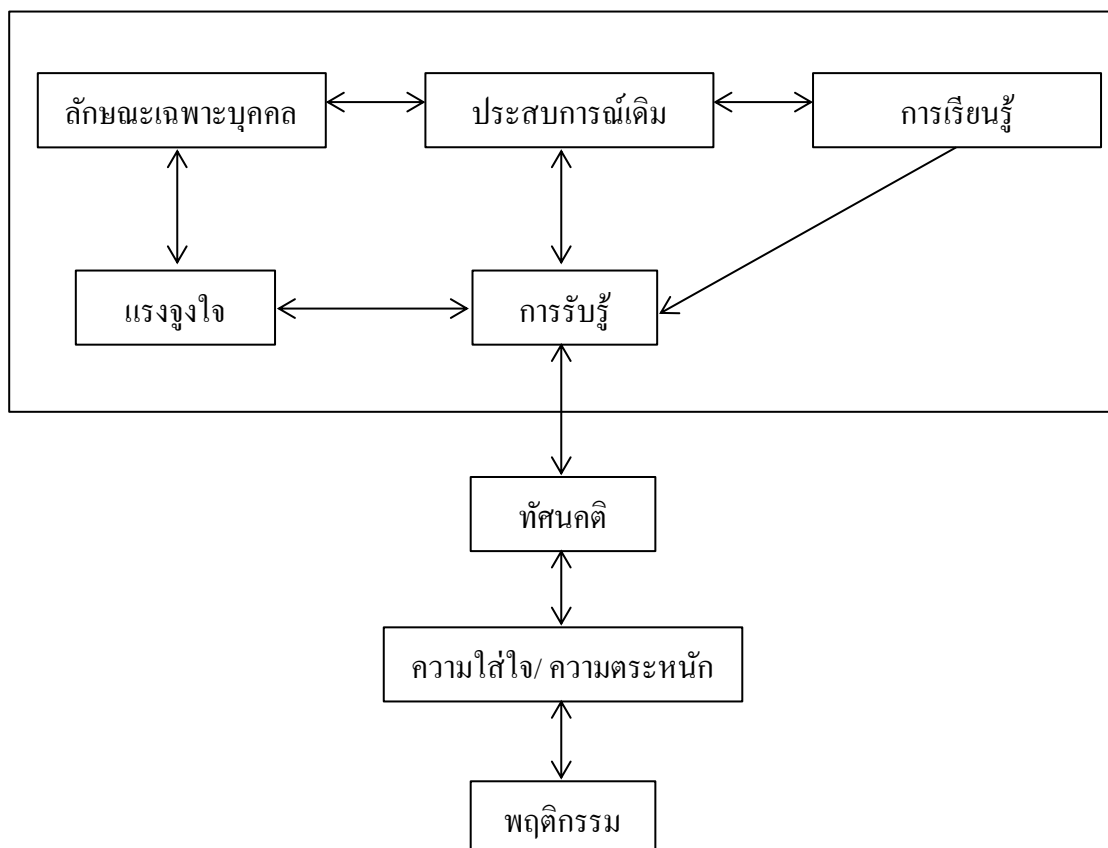 ลักษณะเฉพาะบุคคล
ประสบการณ์เดิม
การเรียนรู้
แรงจูงใจ
การรับรู้
ทัศนคติ
ความใส่ใจ/ ความตระหนัก
พฤติกรรม